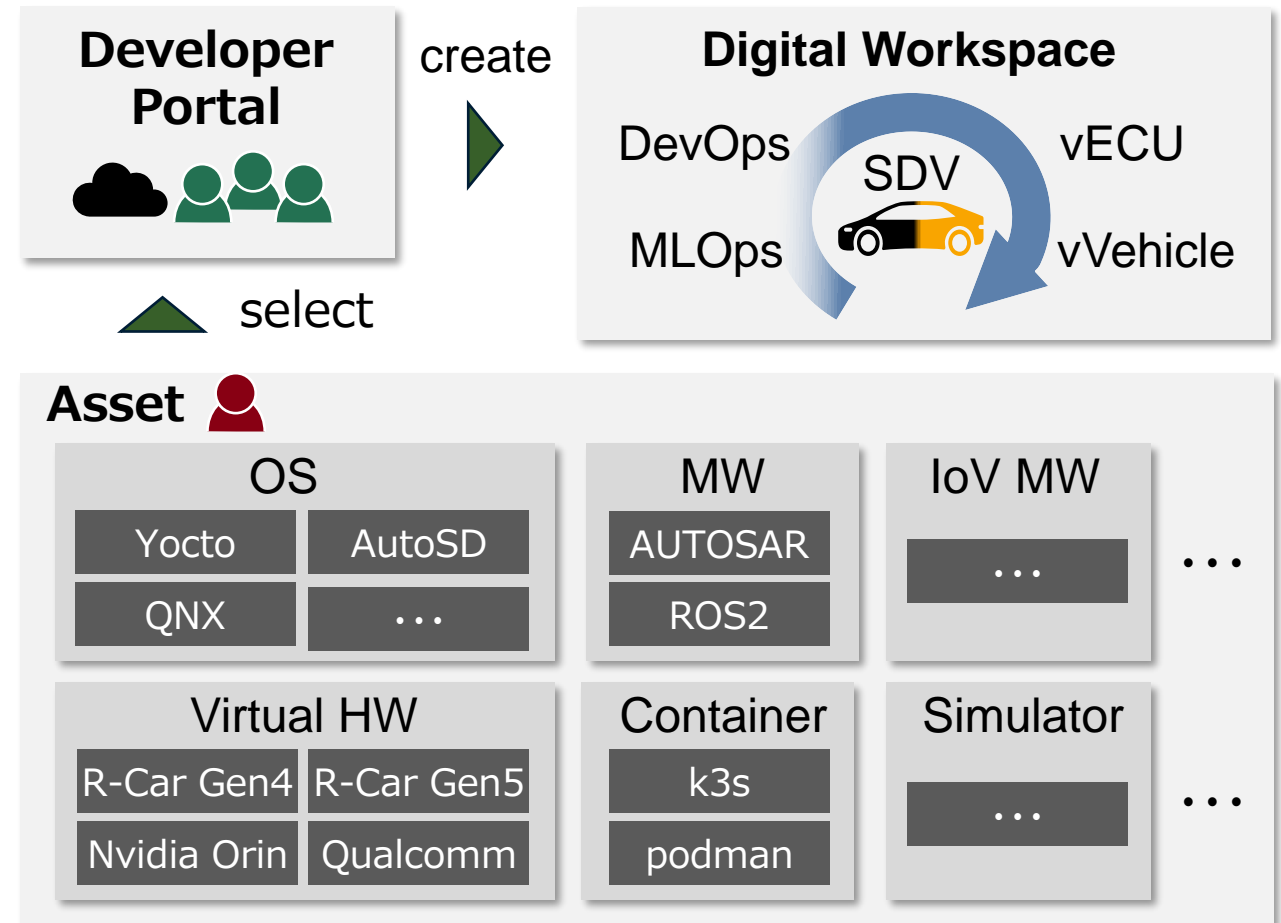 Developer
Portal
create
Digital Workspace
DevOps
vECU
SDV
MLOps
vVehicle
select
Asset
OS
MW
IoV MW
Yocto
AutoSD
AUTOSAR
...
...
QNX
...
ROS2
Virtual HW
Container
Simulator
R-Car Gen4
R-Car Gen5
k3s
...
...
Nvidia Orin
Qualcomm
podman